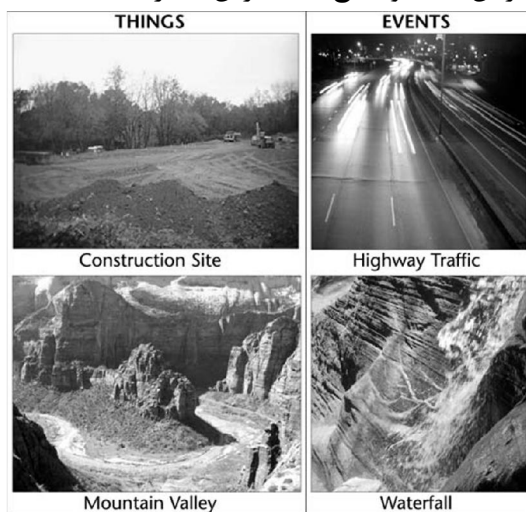 THINGS
EVENTS
Construction Site
Highway Traffic
Mountain Valley
Waterfall